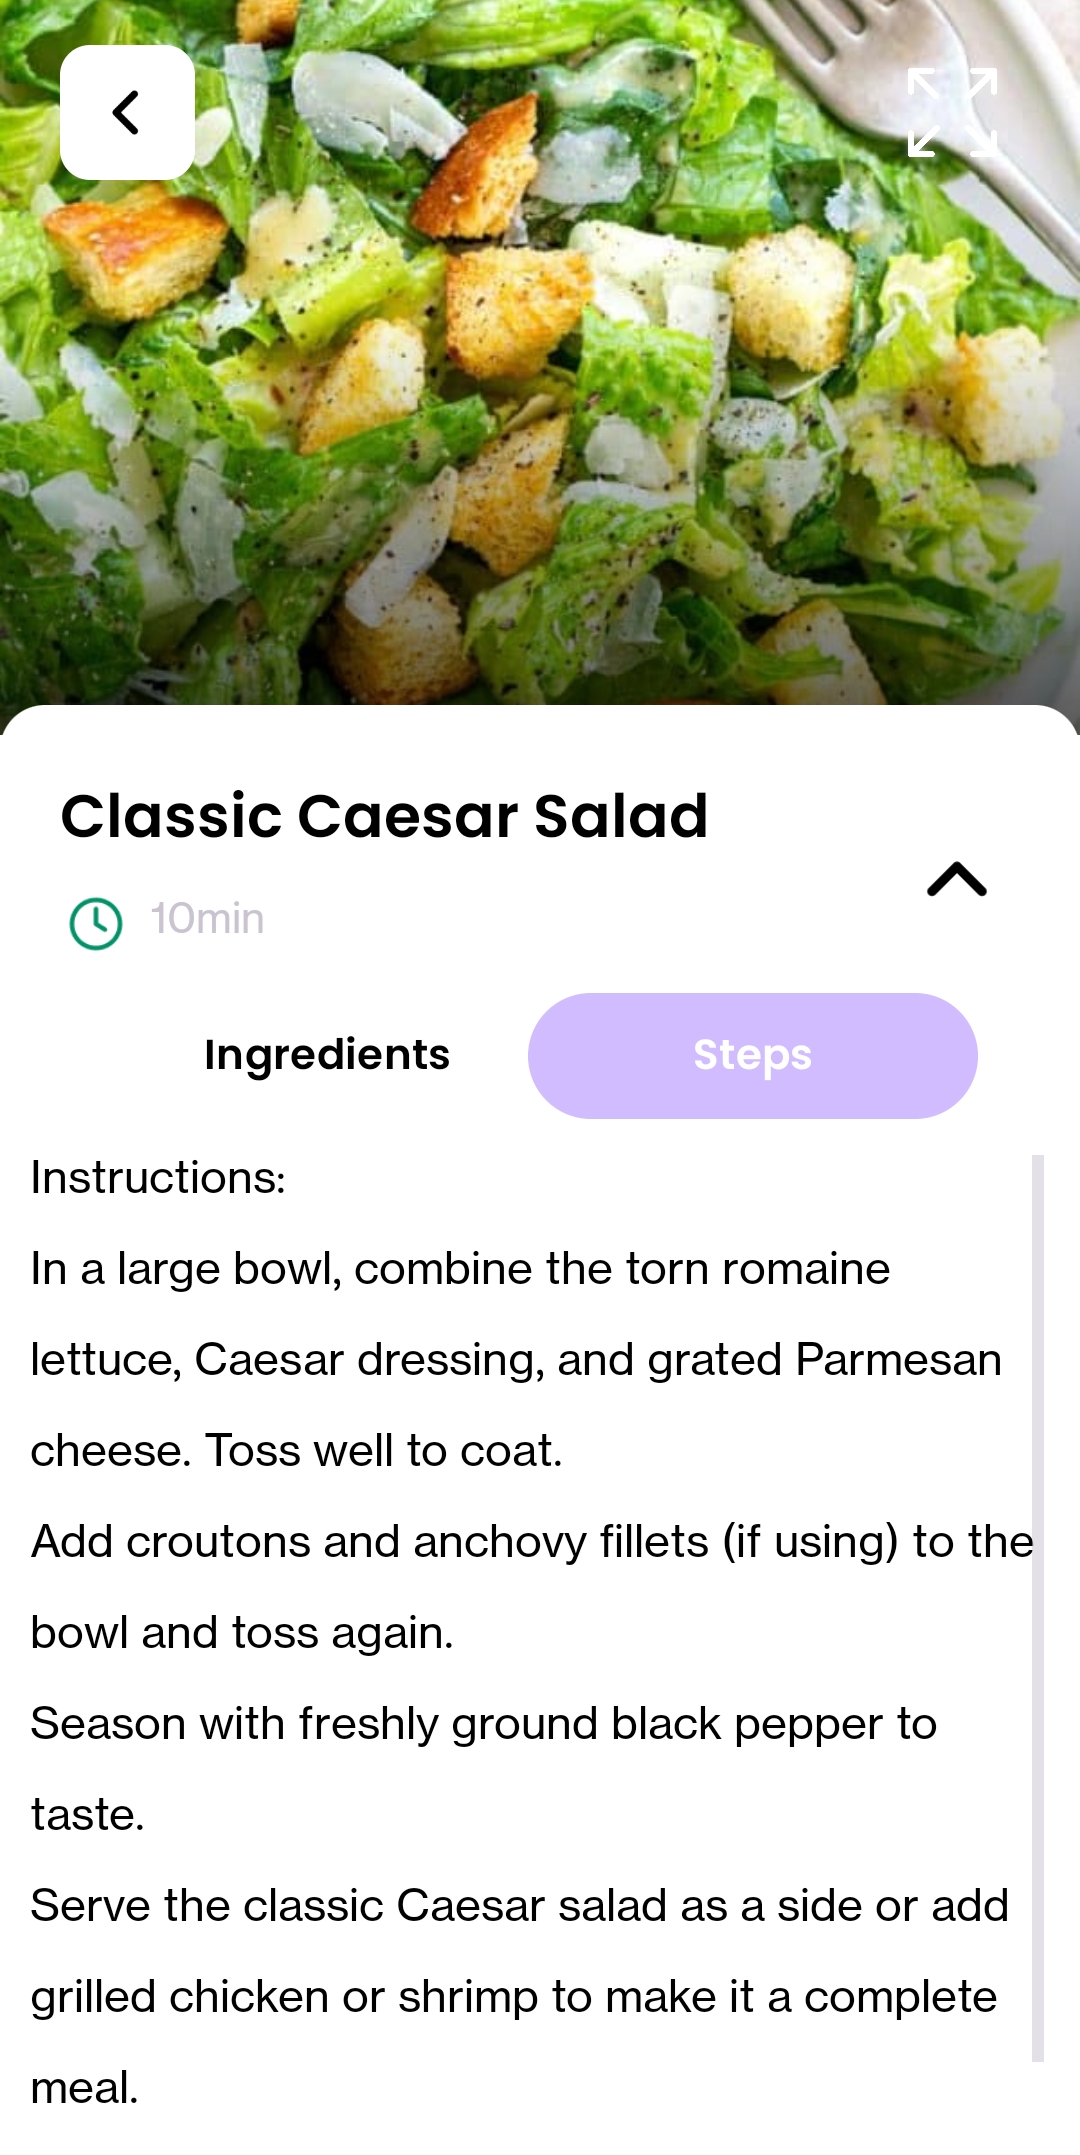 Classic Caesar Salad
10min
Ingredients
Steps
Instructions:
In a large bowl, combine the torn romaine
lettuce, Caesar dressing, and grated Parmesan
cheese. Toss well to coat.
Add croutons and anchovy fillets (if using) to the
bowl and toss again.
Season with freshly ground black pepper to
taste.
Serve the classic Caesar salad as a side or add
grilled chicken or shrimp to make it a complete
meal.